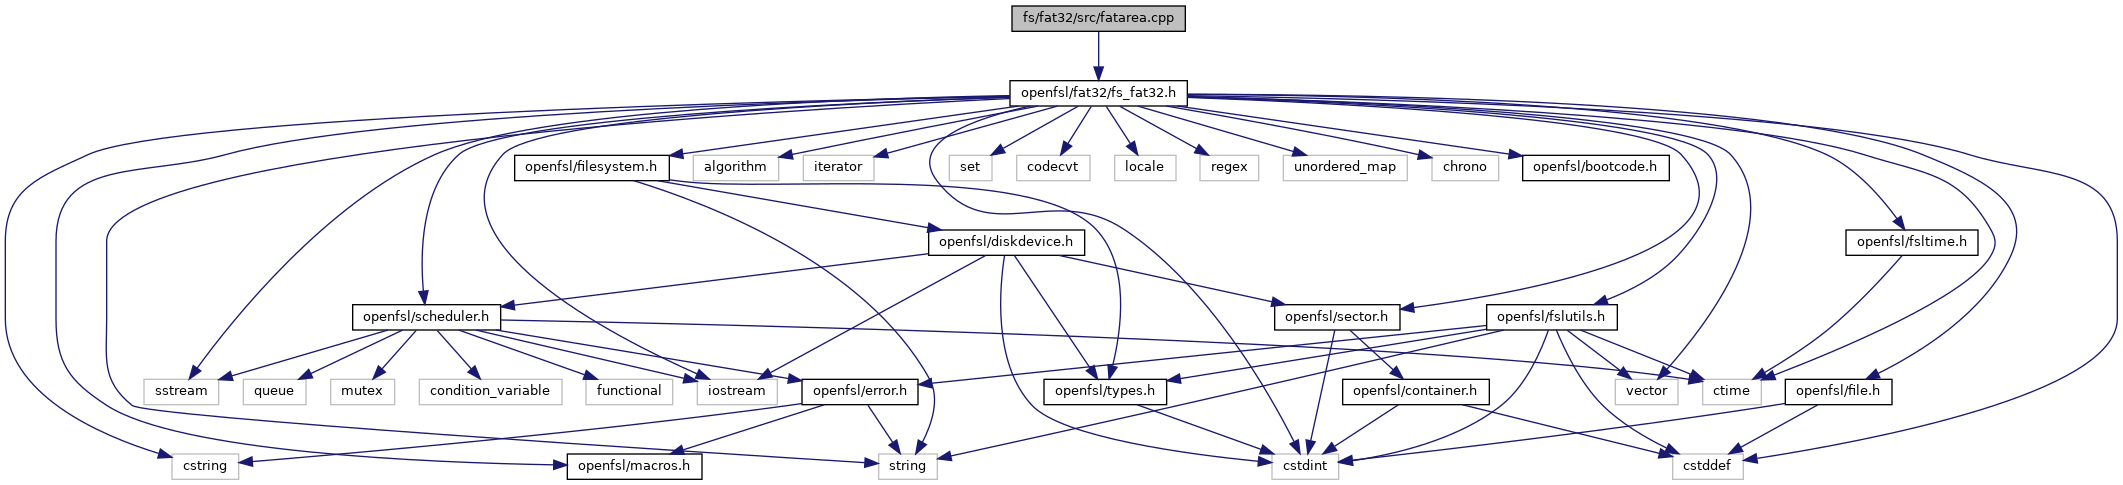 fs/fat32/src/fatarea.cpp
openfsl/fat32/fs_fat32.h
openfsl/filesystem.h
algorithm
iterator
set
codecvt
locale
regex
unordered_map
chrono
openfsl/bootcode.h
openfsl/diskdevice.h
openfsl/fsltime.h
openfsl/scheduler.h
openfsl/sector.h
openfsl/fslutils.h
sstream
queue
mutex
condition_variable
functional
iostream
openfsl/error.h
openfsl/types.h
openfsl/container.h
vector
ctime
openfsl/file.h
cstring
openfsl/macros.h
string
cstdint
cstddef